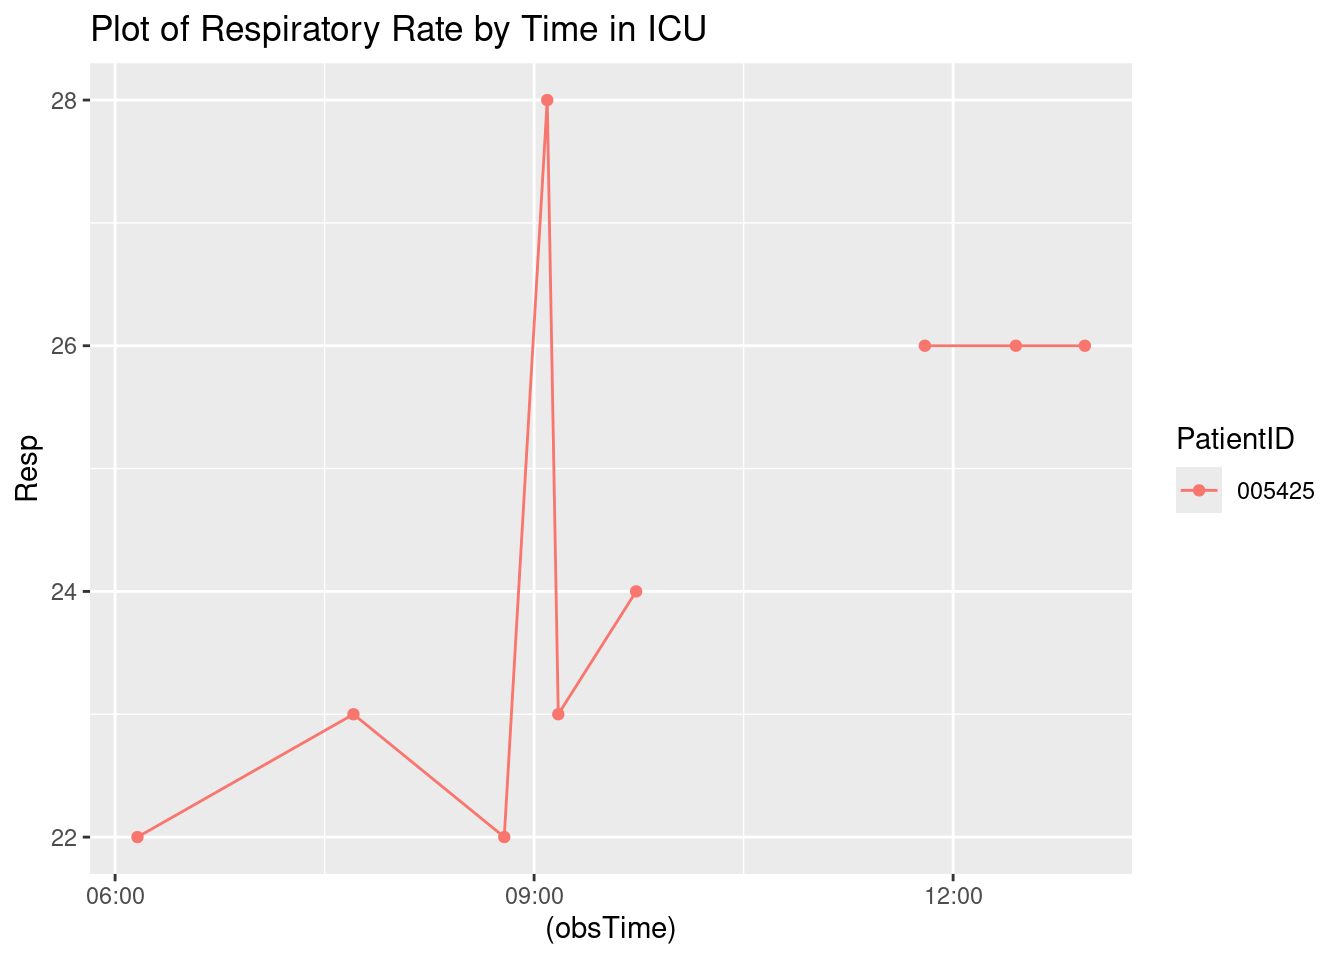 Plot of Respiratory Rate by Time in ICU
28
26
24
22
Resp
06:00
09:00
12:00
(obsTime)
PatientID
005425